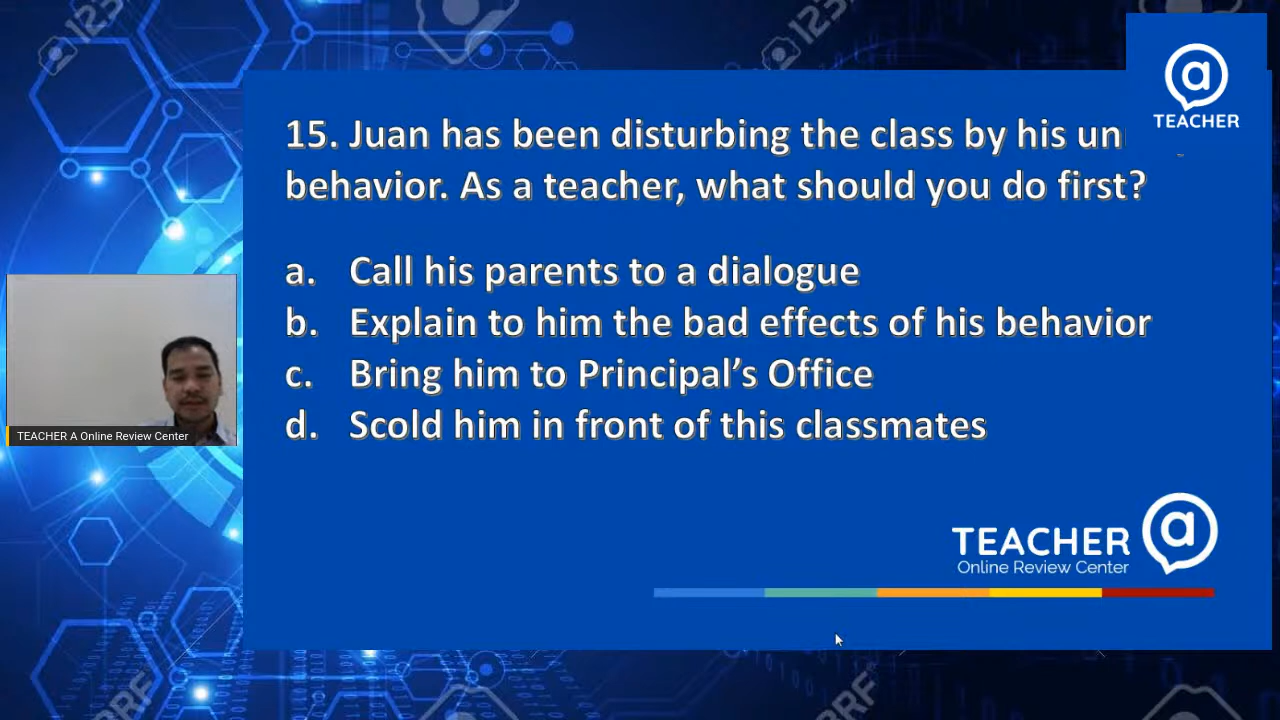 TEACHER
15. Juan has been disturbing the class by his un
behavior. As a teacher, what should you do first?
a. Call his parents to a dialogue
b. Explain to him the bad effects of his behavior
c. Bring him to Principal's Office
d. Scold him in front of this classmates
TEACHER A Online Review Center
TEACHER
Online Review Center